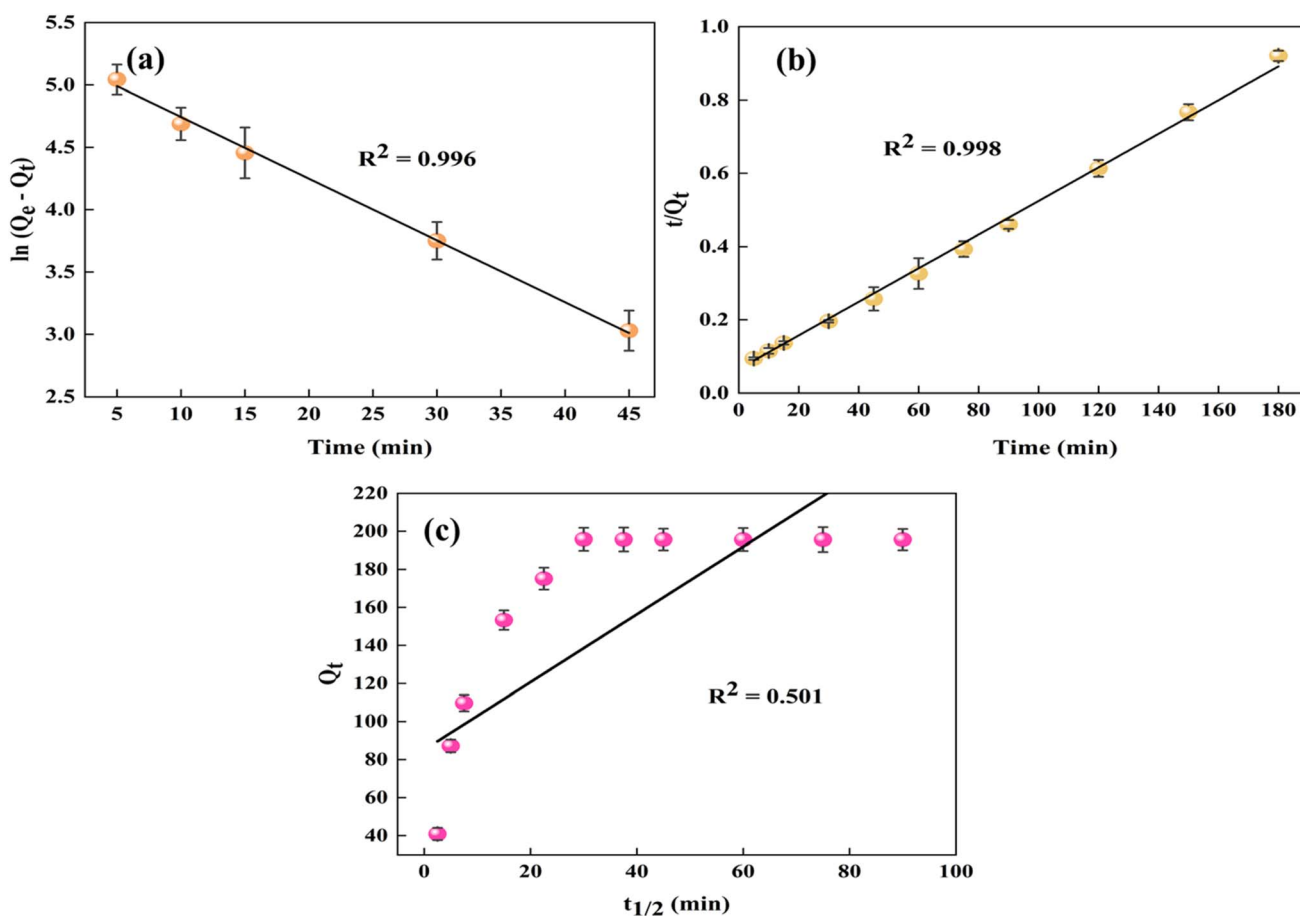 (a)
5.5
5.0
4.5
4.0
3.5
3.0
2.5
ln (Qe - Qt)
R² = 0.996
5 10 15 20 25 30 35 40 45
Time (min)
(b)
1.0
0.8
0.6
0.4
0.2
0.0
t/Qt
R² = 0.998
0 20 40 60 80 100 120 140 160 180
Time (min)
(c)
220
200
180
160
140
120
100
80
60
40
Qt
R² = 0.501
0 20 40 60 80 100
t1/2 (min)